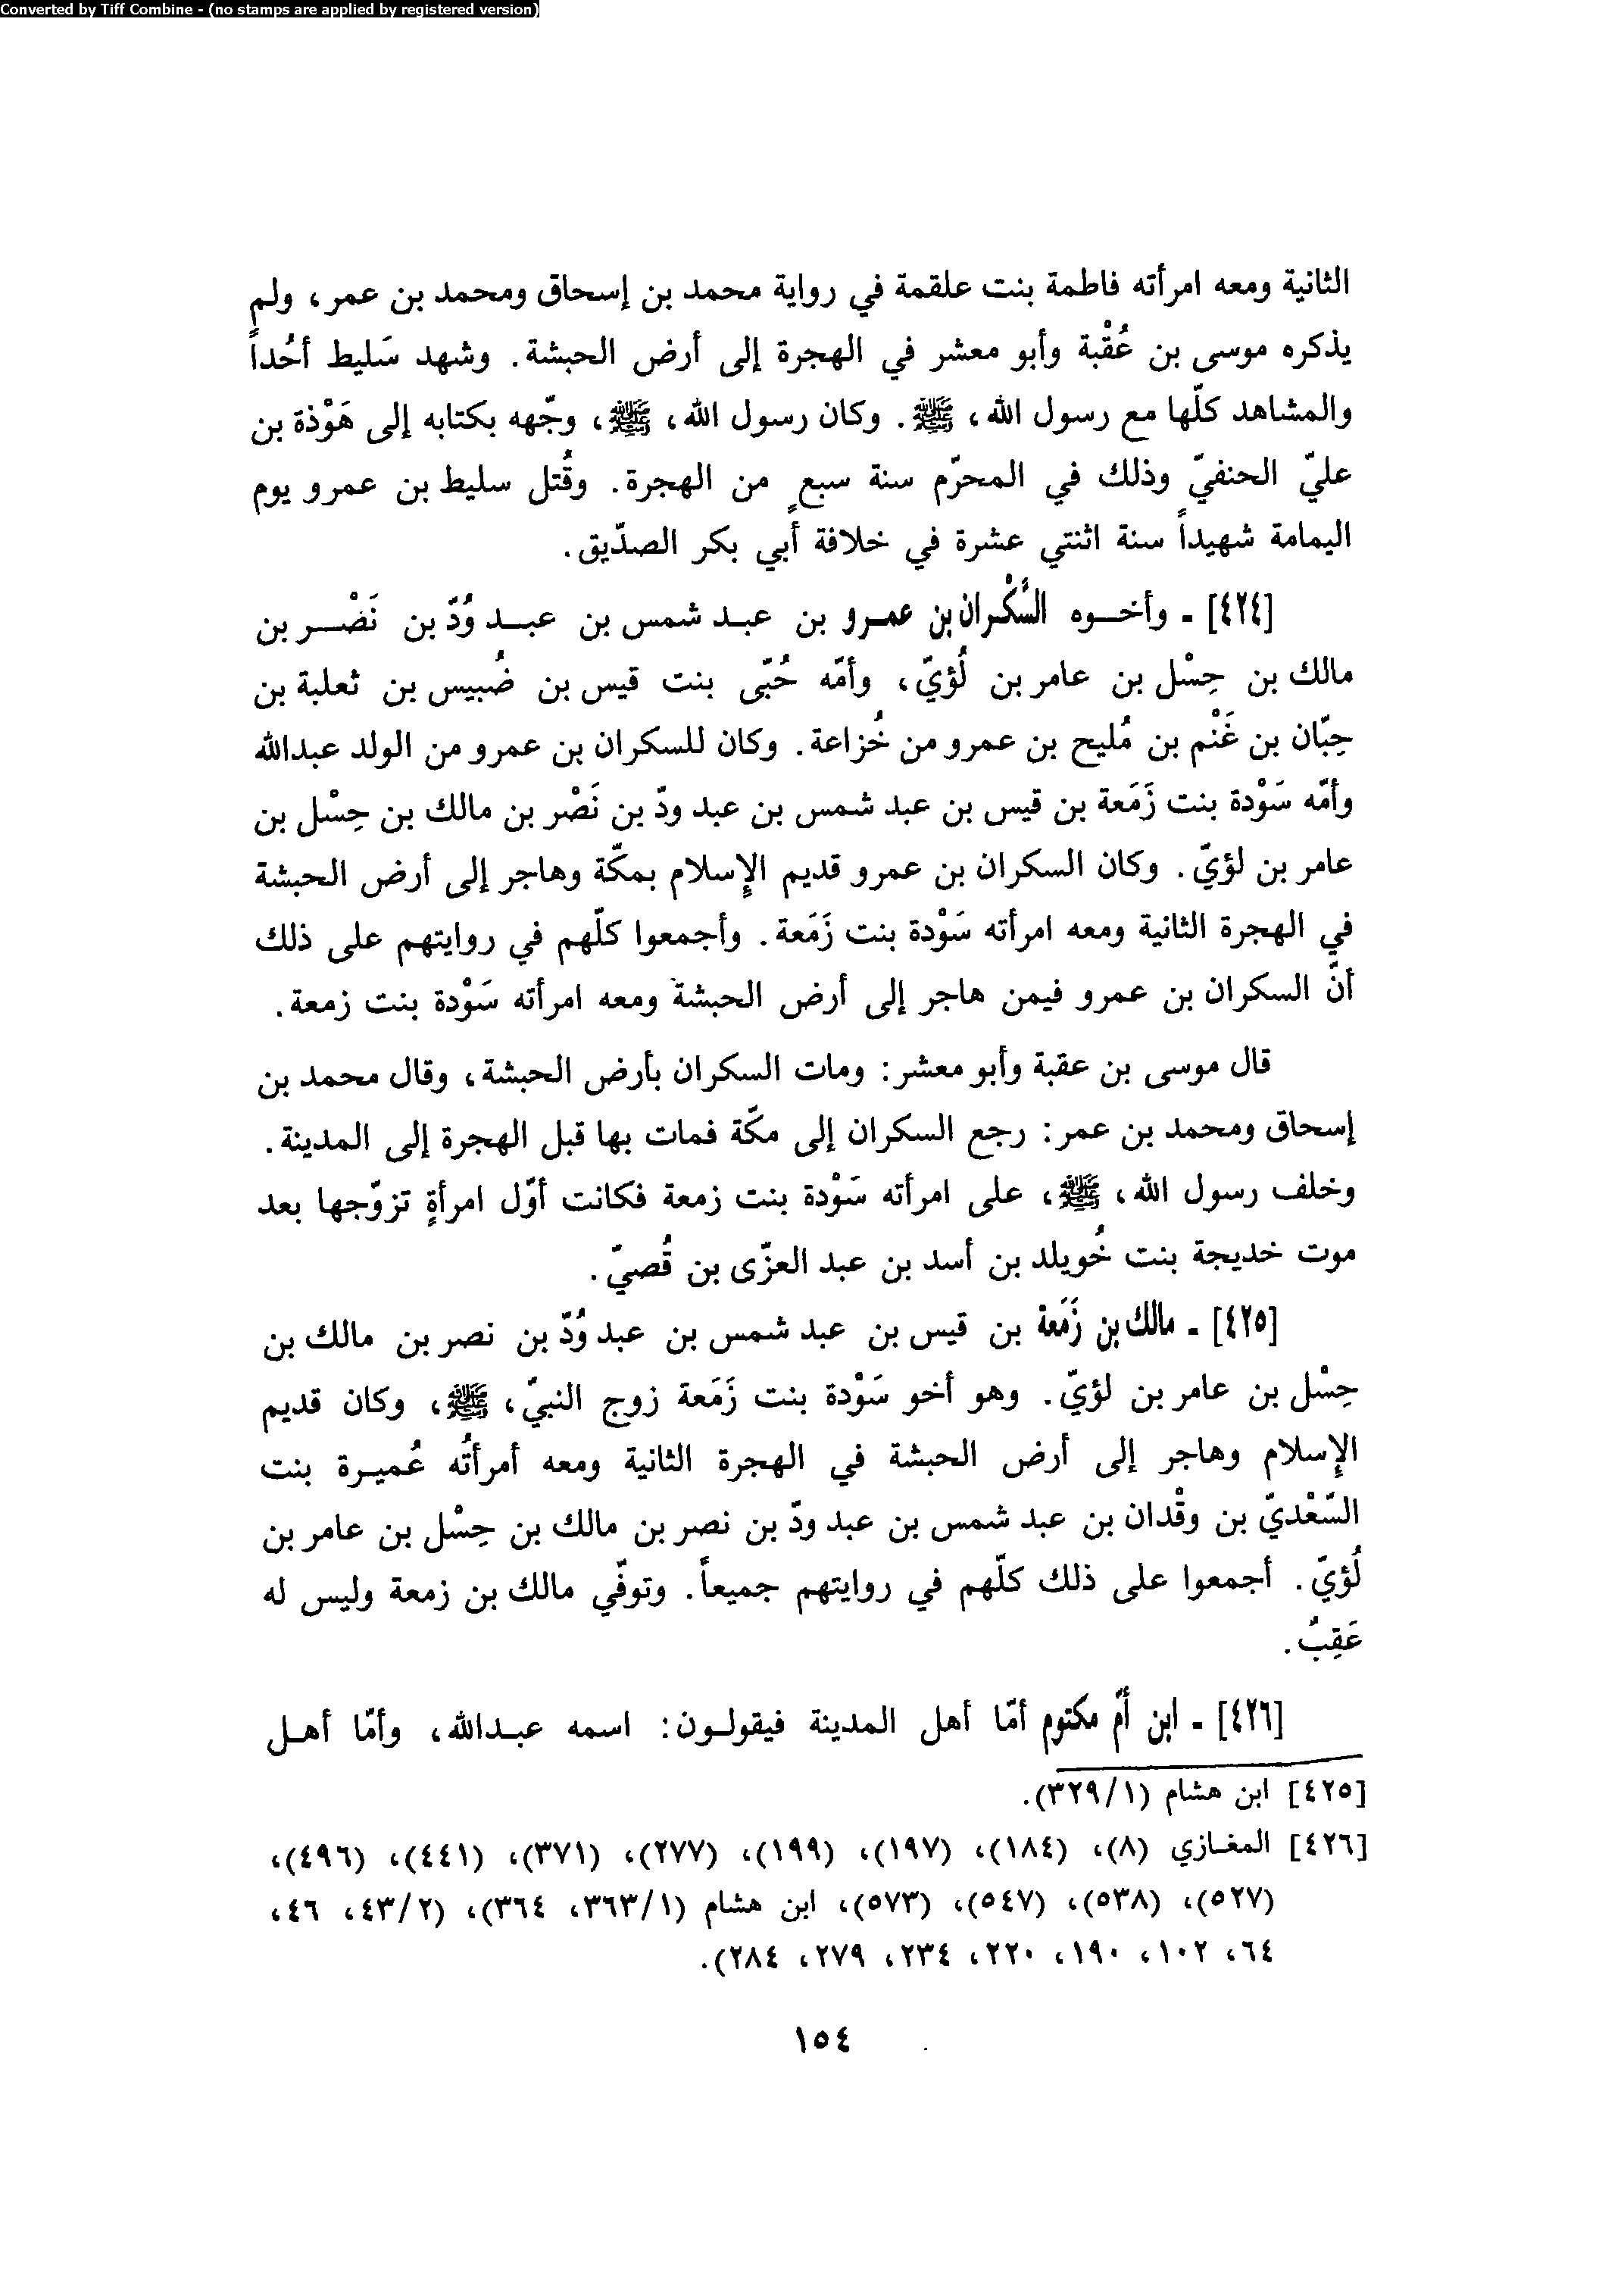 Converted by Tiff Combine - (no stamps are applied by registered version)
الثانية ومعه امرأته فاطمة بنت علقمة في رواية محمد بن إسحاق ومحمد بن عمر، ولم
يذكره موسى بن عُقْبة وأبو معشر في الهجرة إلى أرض الحبشة. وشهد سَليط أُحُداً
والمشاهد كلّها مع رسول الله، ﷺ. وكان رسول الله، ﷺ، وجّهه بكتابه إلى هَوْذة بن
عليّ الحنفيّ وذلك في المحرّم سنة سبعٍ من الهجرة. وقُتل سليط بن عمرو يوم
اليمامة شهيداً سنة اثنتي عشرة في خلافة أبي بكر الصدّيق.
[٤٢٤] - وأخوه السَّكْران بن عمرو بن عبد شمس بن عبد وُدّ بن نَصْر بن
مالك بن حِسْل بن عامر بن لُؤيّ، وأمّه حُبّى بنت قيس بن ضُبيس بن ثعلبة بن
حِبّان بن غَنْم بن مُليح بن عمرو من خُزاعة. وكان للسكران بن عمرو من الولد عبدالله
وأمّه سَوْدة بنت زَمَعة بن قيس بن عبد شمس بن عبد ودّ بن نَصْر بن مالك بن حِسْل بن
عامر بن لؤيّ. وكان السكران بن عمرو قديم الإِسلام بمكّة وهاجر إلى أرض الحبشة
في الهجرة الثانية ومعه امرأته سَوْدة بنت زَمَعة. وأجمعوا كلّهم في روايتهم على ذلك
أنّ السكران بن عمرو فيمن هاجر إلى أرض الحبشة ومعه امرأته سَوْدة بنت زمعة.
قال موسى بن عقبة وأبو معشر: ومات السكران بأرض الحبشة، وقال محمد بن
إسحاق ومحمد بن عمر: رجع السكران إلى مكّة فمات بها قبل الهجرة إلى المدينة.
وخلف رسول الله، ﷺ، على امرأته سَوْدة بنت زمعة فكانت أوّل امرأةٍ تزوّجها بعد
موت خديجة بنت خُويلد بن أسد بن عبد العزّى بن قُصيّ.
[٤٢٥] - مالك بن زَمَعة بن قيس بن عبد شمس بن عبد وُدّ بن نصر بن مالك بن
حِسْل بن عامر بن لؤيّ. وهو أخو سَوْدة بنت زَمَعة زوج النبيّ، ﷺ، وكان قديم
الإِسلام وهاجر إلى أرض الحبشة في الهجرة الثانية ومعه أمرأتُه عُميرة بنت
السّعْديّ بن وقْدان بن عبد شمس بن عبد ودّ بن نصر بن مالك بن حِسْل بن عامر بن
لُؤيّ. أجمعوا على ذلك كلّهم في روايتهم جميعاً. وتوفّي مالك بن زمعة وليس له
عَقِبٌ.
[٤٢٦] - ابن أمّ مكتوم أمّا أهل المدينة فيقولون: اسمه عبدالله، وأمّا أهل
[٤٢٥] ابن هشام (٣٢٩/١).
[٤٢٦] المغازي (٨)، (١٨٤)، (١٩٧)، (١٩٩)، (٢٧٧)، (٣٧١)، (٤٤١)، (٤٩٦)،
(٥٢٧)، (٥٣٨)، (٥٤٧)، (٥٧٣)، ابن هشام (٣٦٣/١، ٣٦٤)، (٤٣/٢، ٤٦،
٦٤، ١٠٢، ١٩٠، ٢٢٠، ٢٣٤، ٢٧٩، ٢٨٤).
١٥٤